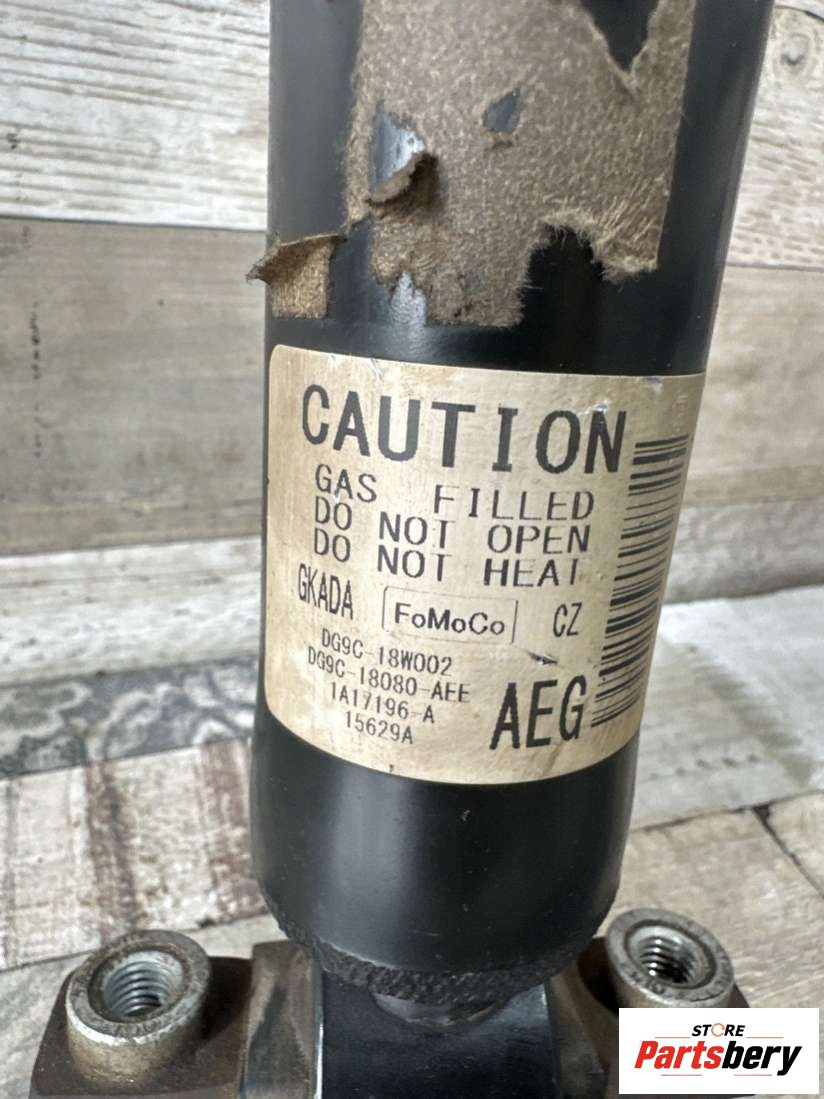 CAUTION
GAS FILLED
DO NOT OPEN
DO NOT HEAT
GKADA FoMoCo CZ
DG9C-18W002
DG9C-18080-AEE
1A17196-A
15629A
AEG
STORE
Partsbery